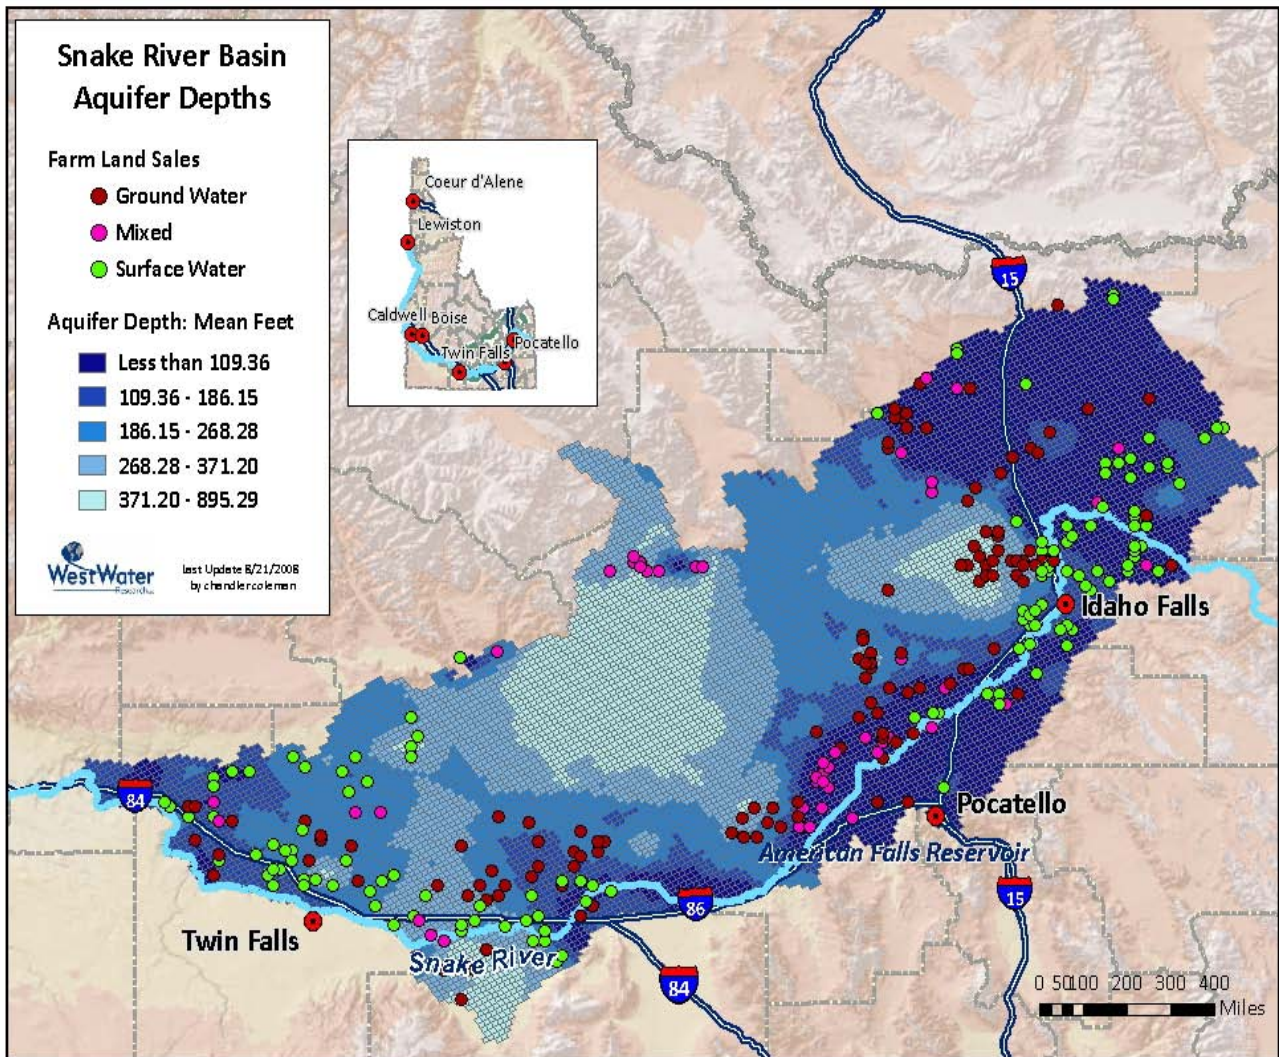 Snake River Basin
Aquifer Depths
Farm Land Sales
Ground Water
Mixed
Surface Water
Aquifer Depth: Mean Feet
Less than 109.36
109.36 - 186.15
186.15 - 268.28
268.28 - 371.20
371.20 - 895.29
WestWater
Research
Last Update 8/21/2008
by chandler coleman
Coeur d'Alene
Lewiston
Caldwell
Boise
Twin Falls
Pocatello
15
Idaho Falls
84
Pocatello
American Falls Reservoir
86
15
Twin Falls
Snake River
84
0 50 100 200 300 400
Miles